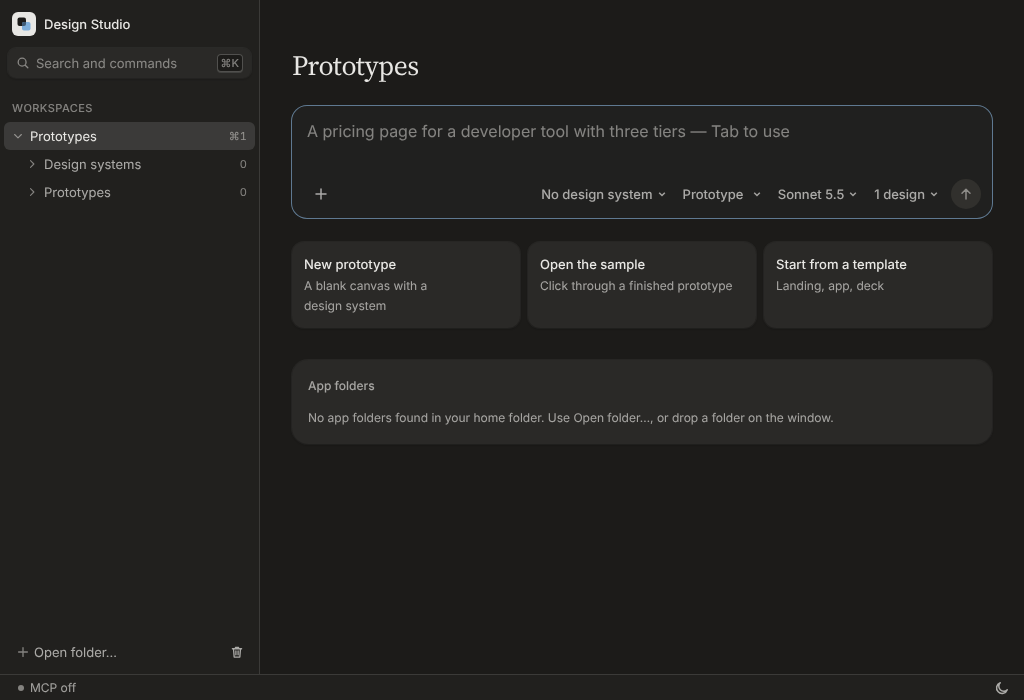 Design Studio
Search and commands ⌘K
WORKSPACES
Prototypes ⌘1
Design systems 0
Prototypes 0
Open folder...
MCP off
Prototypes
A pricing page for a developer tool with three tiers — Tab to use
No design system Prototype Sonnet 5.5 1 design
New prototype
A blank canvas with a
design system
Open the sample
Click through a finished prototype
Start from a template
Landing, app, deck
App folders
No app folders found in your home folder. Use Open folder..., or drop a folder on the window.